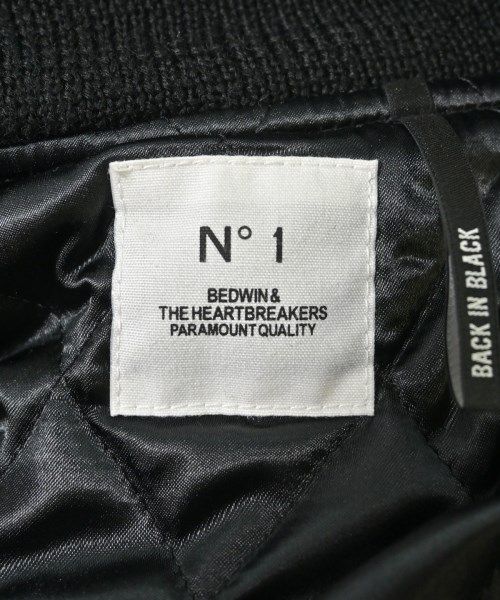 N° 1
BEDWIN &
THE HEARTBREAKERS
PARAMOUNT QUALITY
BACK IN BLACK